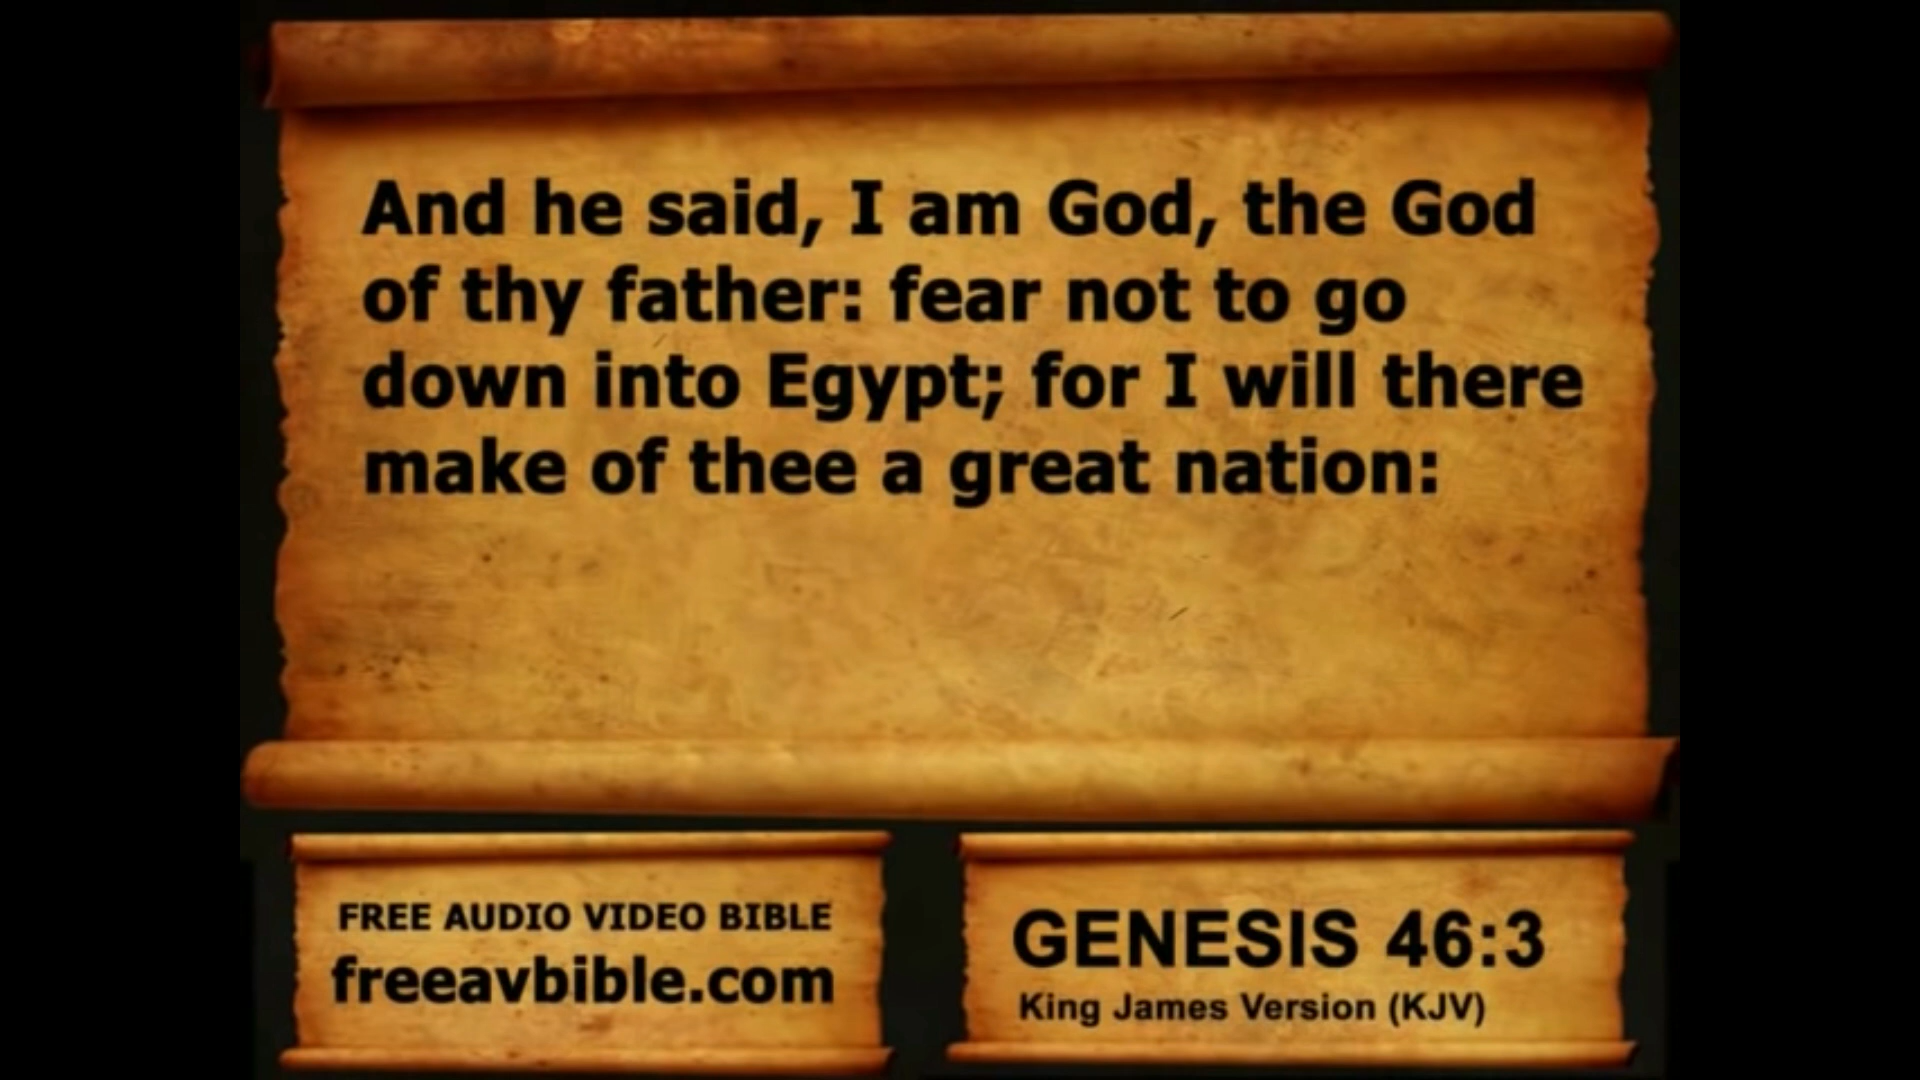 And he said, I am God, the God
of thy father: fear not to go
down into Egypt; for I will there
make of thee a great nation:
FREE AUDIO VIDEO BIBLE
freeavbible.com
GENESIS 46:3
King James Version (KJV)